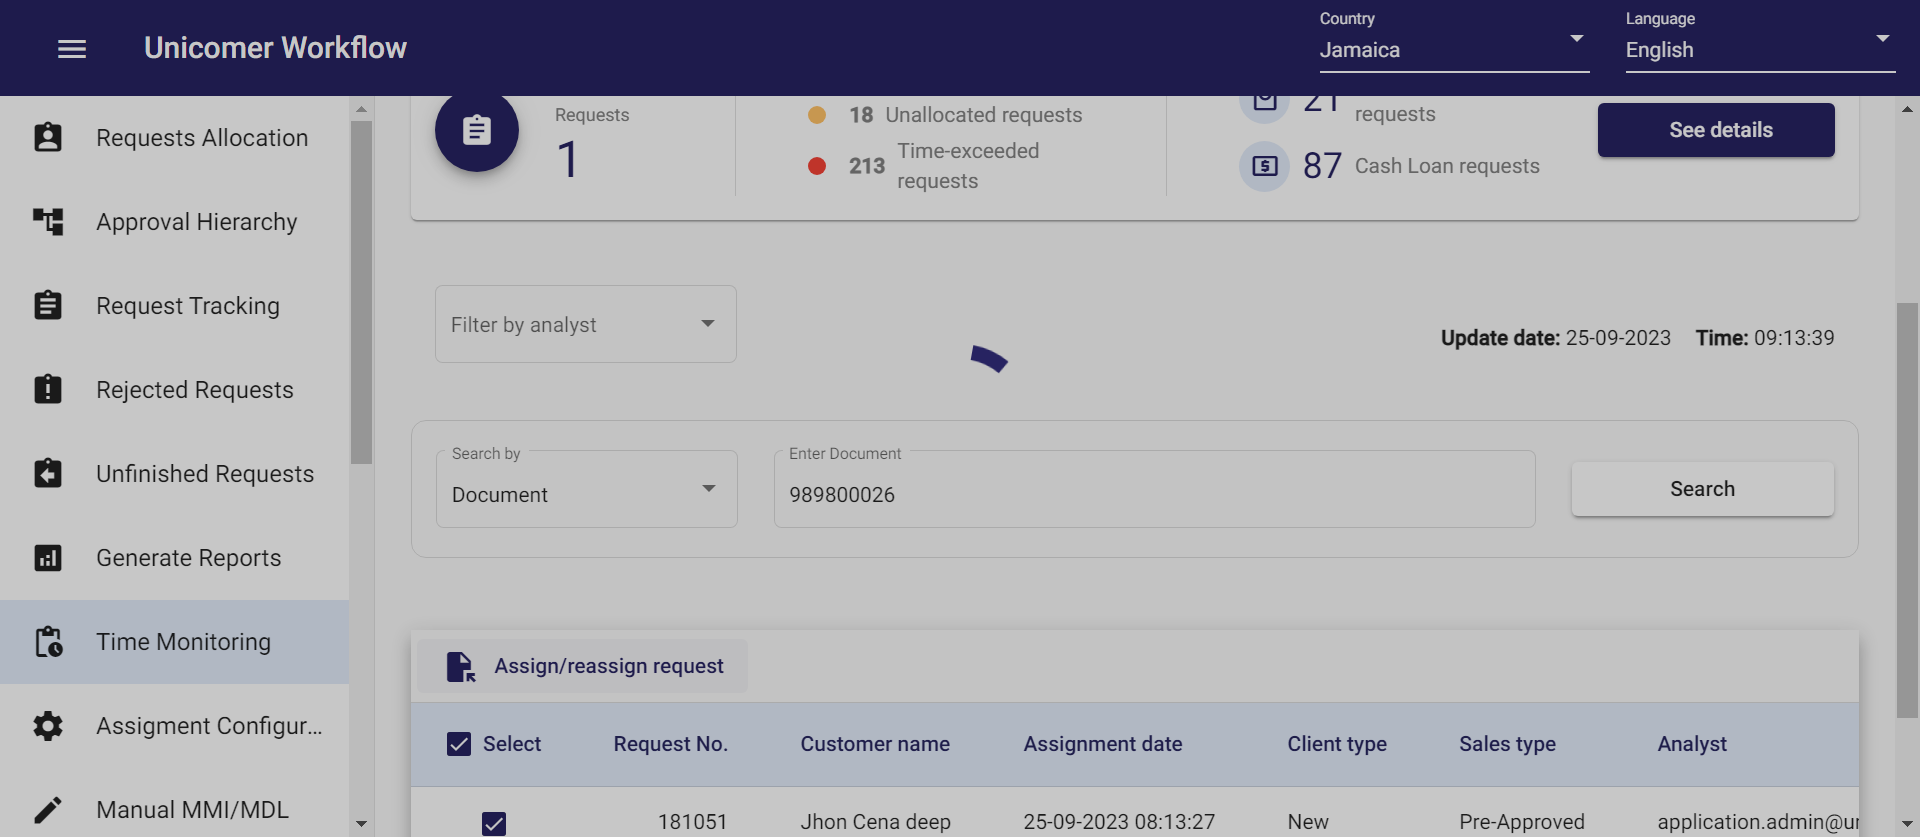 Unicomer Workflow
Country
Jamaica
Language
English
Requests Allocation
Approval Hierarchy
Request Tracking
Rejected Requests
Unfinished Requests
Generate Reports
Time Monitoring
Assigment Configur...
Manual MMI/MDL
Requests
1
18 Unallocated requests
213 Time-exceeded
requests
21 requests
87 Cash Loan requests
See details
Filter by analyst
Update date: 25-09-2023 Time: 09:13:39
Search by
Document
Enter Document
989800026
Search
Assign/reassign request
Select Request No. Customer name Assignment date Client type Sales type Analyst
181051 Jhon Cena deep 25-09-2023 08:13:27 New Pre-Approved application.admin@ur